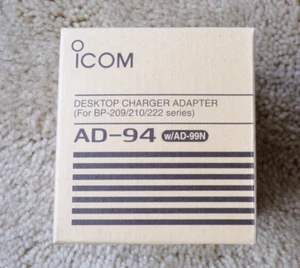 ICOM
DESKTOP CHARGER ADAPTER
(For BP-209/210/222 series)
AD-94 w/AD-99N